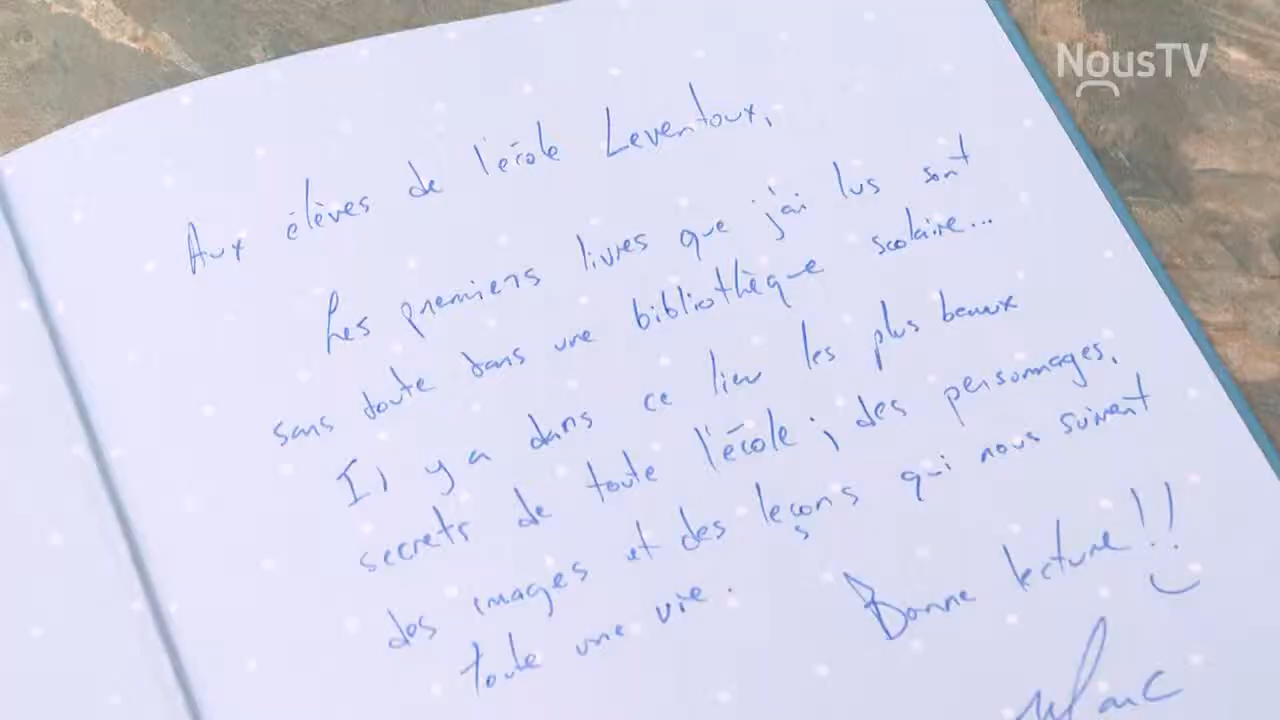 NousTV
Aux élèves de l'école Leventoux,
Les premiers livres que j'ai lus sont
sans doute dans une bibliothèque scolaire...
Il y a dans ce lieu les plus beaux
secrets de toute l'école ; des personnages,
des images et des leçons qui nous suivent
toute une vie.
Bonne lecture !!
Marc